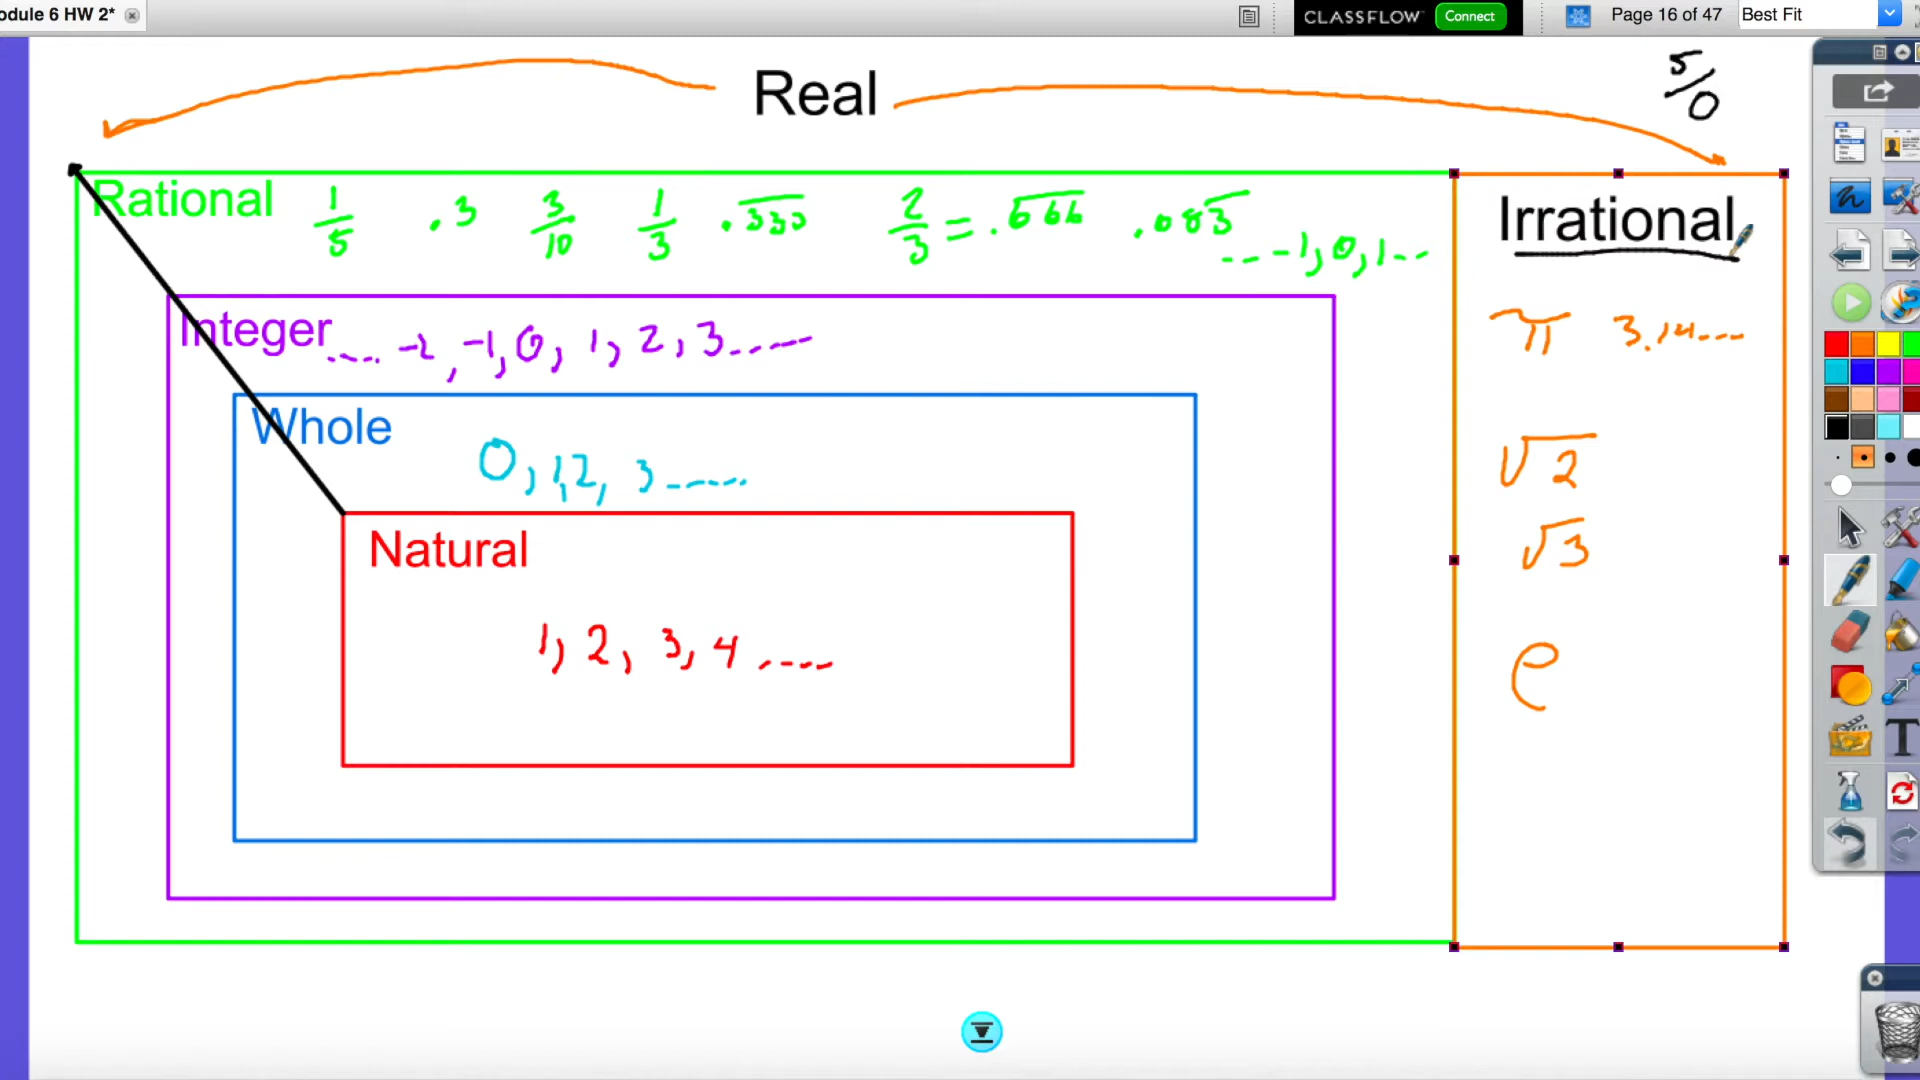 odule 6 HW 2*
CLASSFLOW Connect
Page 16 of 47
Best Fit
Real
5/0
Rational 1/5 .3 3/10 1/3 .333 2/3 = .666 .083
... -1, 0, 1 ...
Irrational
Integer .... -2, -1, 0, 1, 2, 3 .....
π 3.14...
Whole
0, 1, 2, 3 .....
√2
Natural
√3
1, 2, 3, 4 .....
e
T